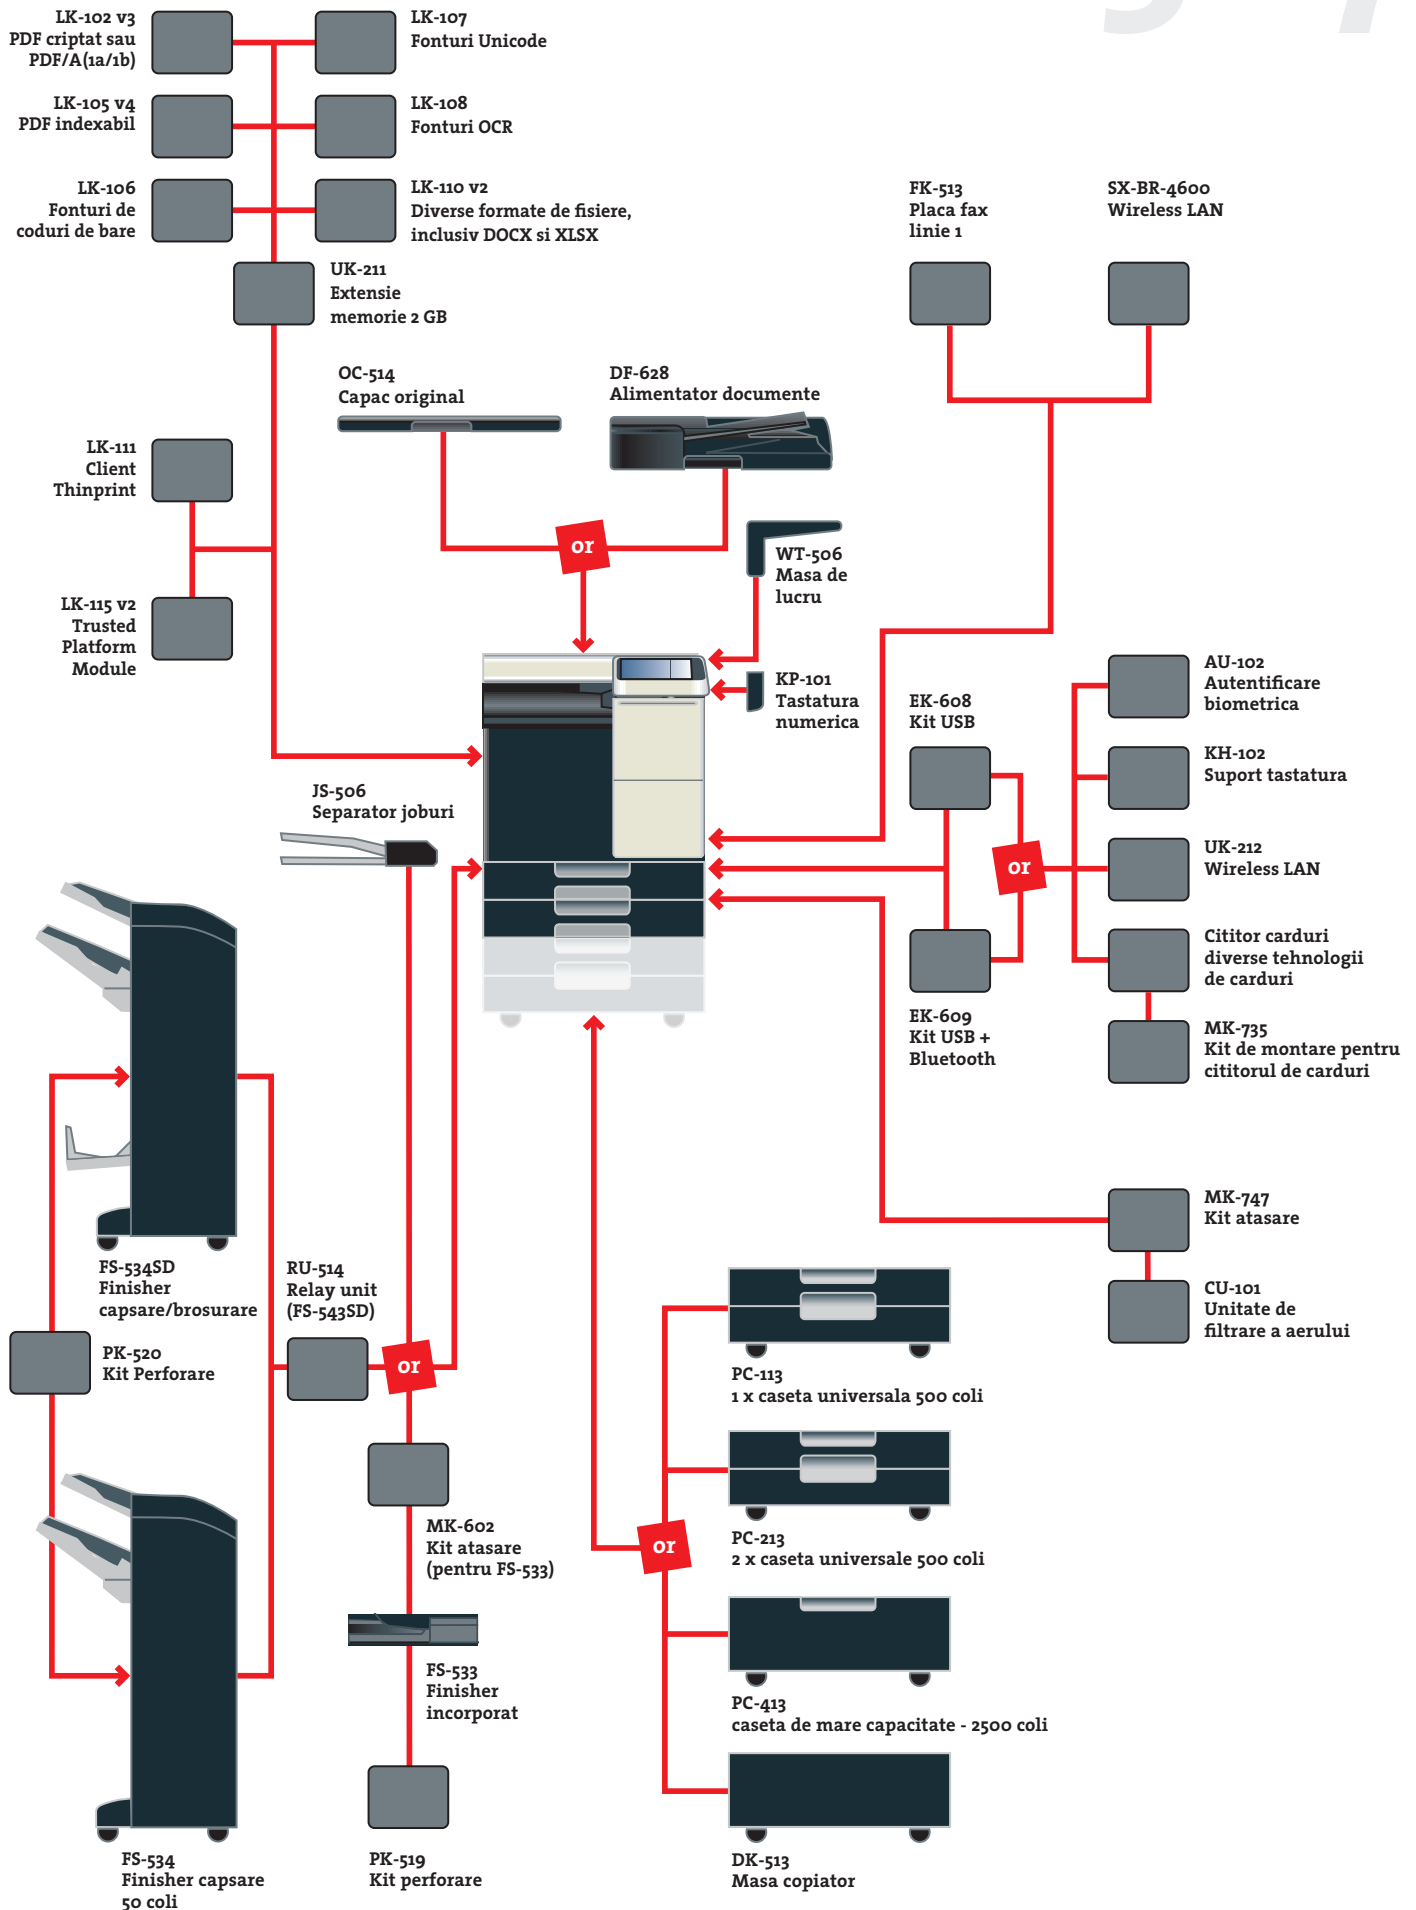 LK-102 v3
PDF criptat sau
PDF/A(1a/1b)
LK-107
Fonturi Unicode
LK-105 v4
PDF indexabil
LK-108
Fonturi OCR
LK-106
Fonturi de
coduri de bare
LK-110 v2
Diverse formate de fisiere,
inclusiv DOCX si XLSX
UK-211
Extensie
memorie 2 GB
FK-513
Placa fax
linie 1
SX-BR-4600
Wireless LAN
OC-514
Capac original
DF-628
Alimentator documente
LK-111
Client
Thinprint
or
WT-506
Masa de
lucru
LK-115 v2
Trusted
Platform
Module
KP-101
Tastatura
numerica
EK-608
Kit USB
AU-102
Autentificare
biometrica
KH-102
Suport tastatura
JS-506
Separator joburi
or
UK-212
Wireless LAN
Cititor carduri
diverse tehnologii
de carduri
EK-609
Kit USB +
Bluetooth
MK-735
Kit de montare pentru
cititorul de carduri
MK-747
Kit atasare
CU-101
Unitate de
filtrare a aerului
FS-534SD
Finisher
capsare/brosurare
RU-514
Relay unit
(FS-543SD)
PK-520
Kit Perforare
or
PC-113
1 x caseta universala 500 coli
MK-602
Kit atasare
(pentru FS-533)
or
PC-213
2 x caseta universale 500 coli
FS-533
Finisher
incorporat
PC-413
caseta de mare capacitate - 2500 coli
FS-534
Finisher capsare
50 coli
PK-519
Kit perforare
DK-513
Masa copiator